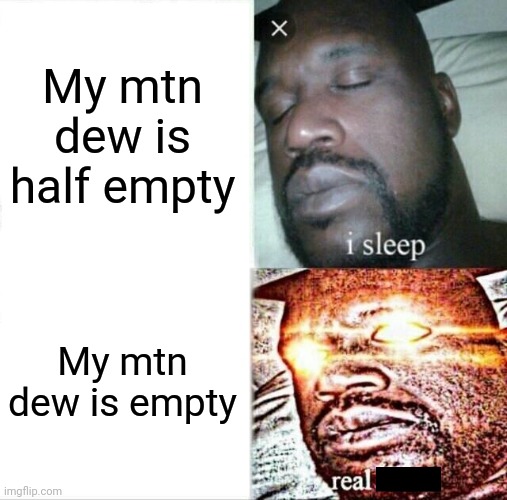 My mtn
dew is
half empty
i sleep
My mtn
dew is empty
real
imgflip.com